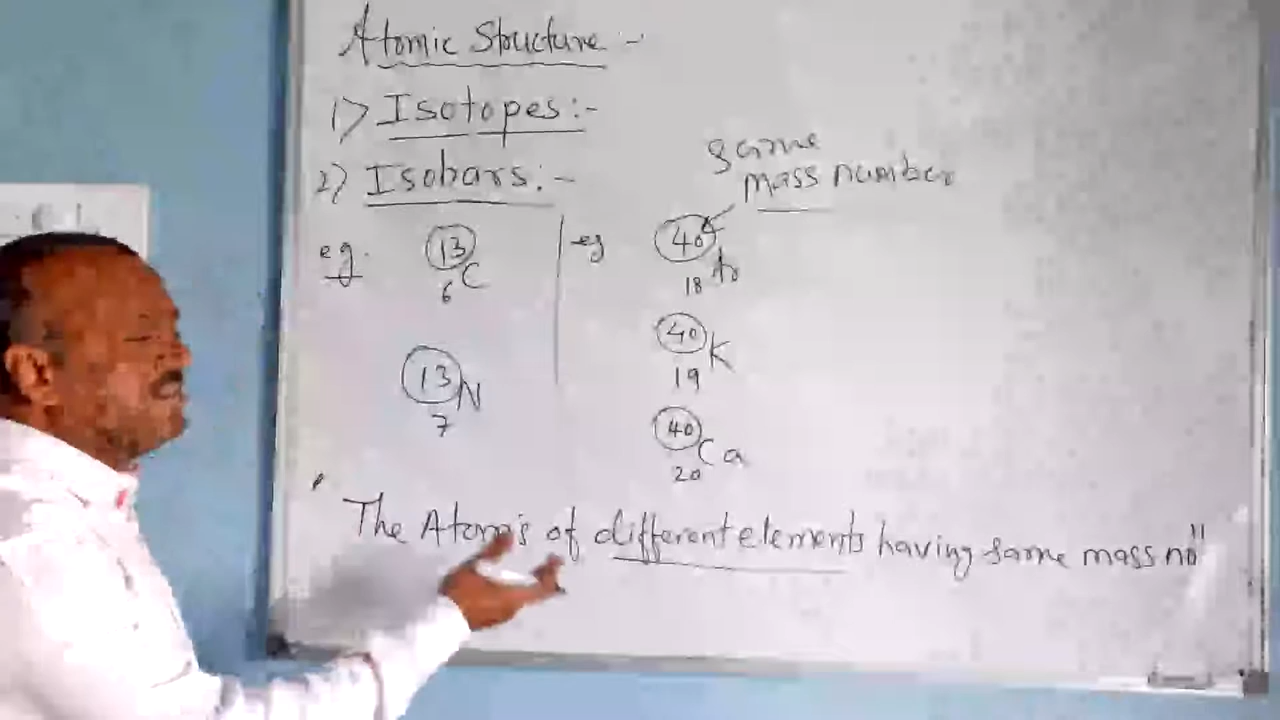 Atomic Structure :-
1) Isotopes:-
2) Isobars:-
same
mass number
eg.
13
6 C
13
7 N
eg
40
18 Ar
40
19 K
40
20 Ca
" The Atoms of different elements having same mass no"